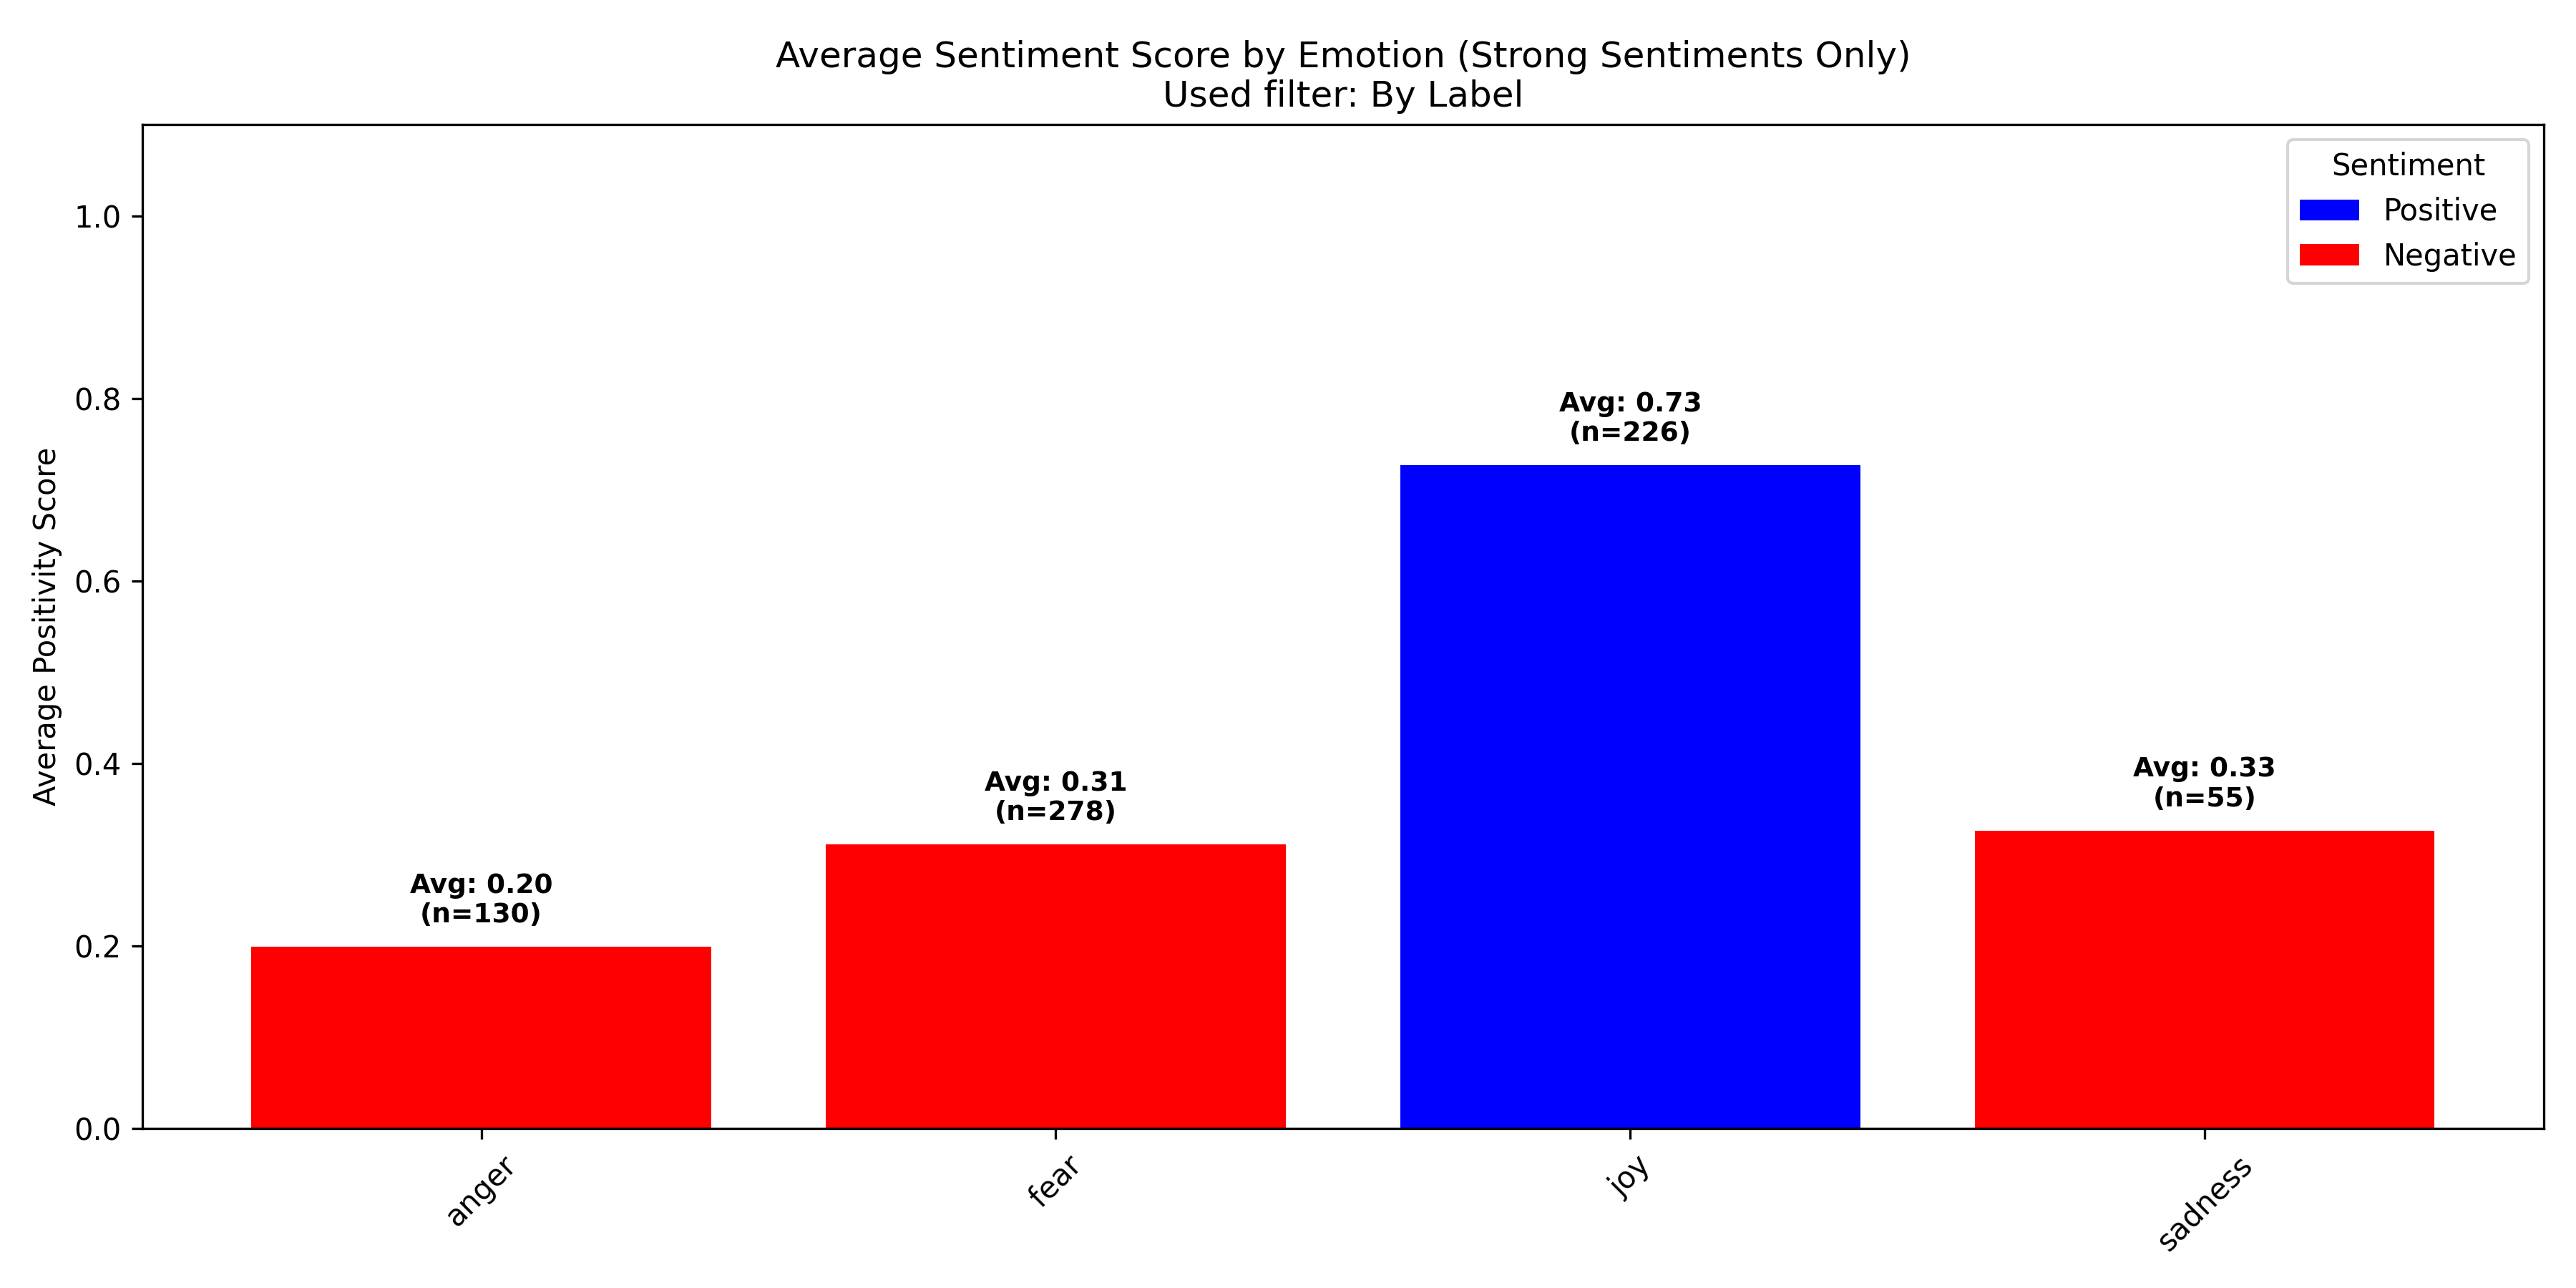 Average Sentiment Score by Emotion (Strong Sentiments Only)
Used filter: By Label
Average Positivity Score
1.0
0.8
0.6
0.4
0.2
0.0
Sentiment
Positive
Negative
Avg: 0.20
(n=130)
Avg: 0.31
(n=278)
Avg: 0.73
(n=226)
Avg: 0.33
(n=55)
anger
fear
joy
sadness